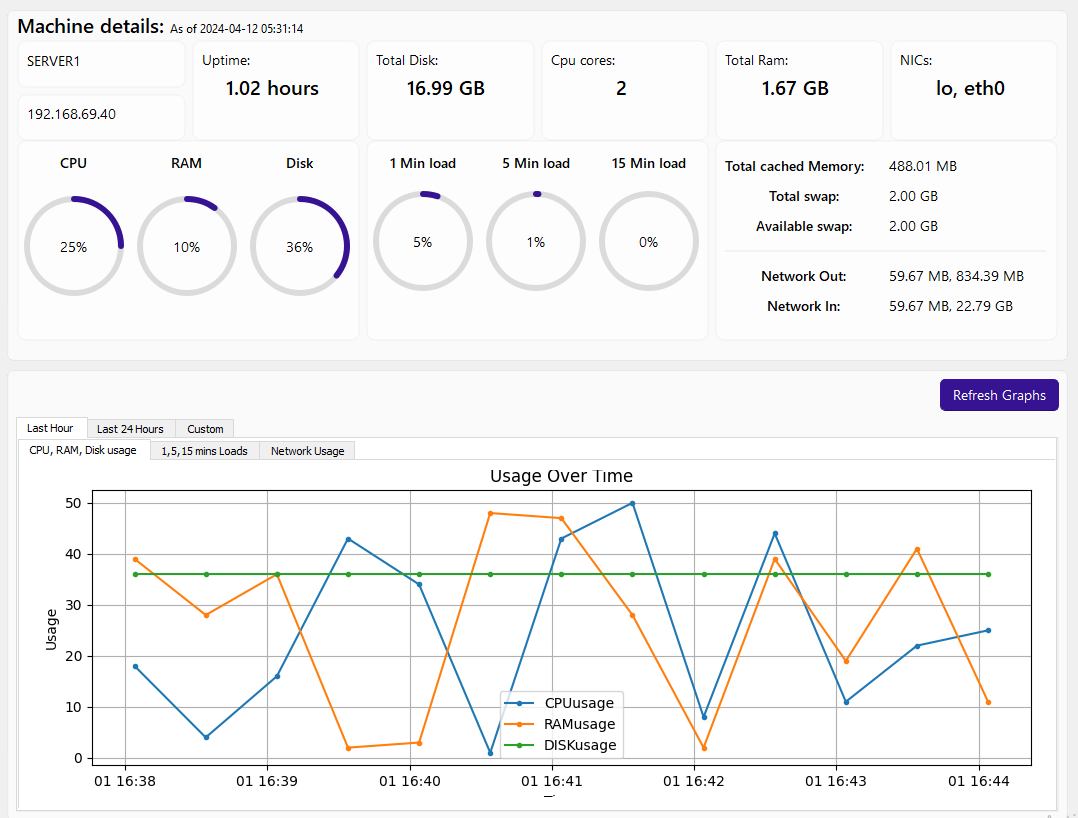 Machine details: As of 2024-04-12 05:31:14
SERVER1
192.168.69.40
Uptime:
1.02 hours
Total Disk:
16.99 GB
Cpu cores:
2
Total Ram:
1.67 GB
NICs:
lo, eth0
CPU RAM Disk
25% 10% 36%
1 Min load 5 Min load 15 Min load
5% 1% 0%
Total cached Memory: 488.01 MB
Total swap: 2.00 GB
Available swap: 2.00 GB
Network Out: 59.67 MB, 834.39 MB
Network In: 59.67 MB, 22.79 GB
Refresh Graphs
Last Hour Last 24 Hours Custom
CPU, RAM, Disk usage 1,5,15 mins Loads Network Usage
Usage Over Time
Usage
50
40
30
20
10
0
CPUusage
RAMusage
DISKusage
01 16:38 01 16:39 01 16:40 01 16:41 01 16:42 01 16:43 01 16:44